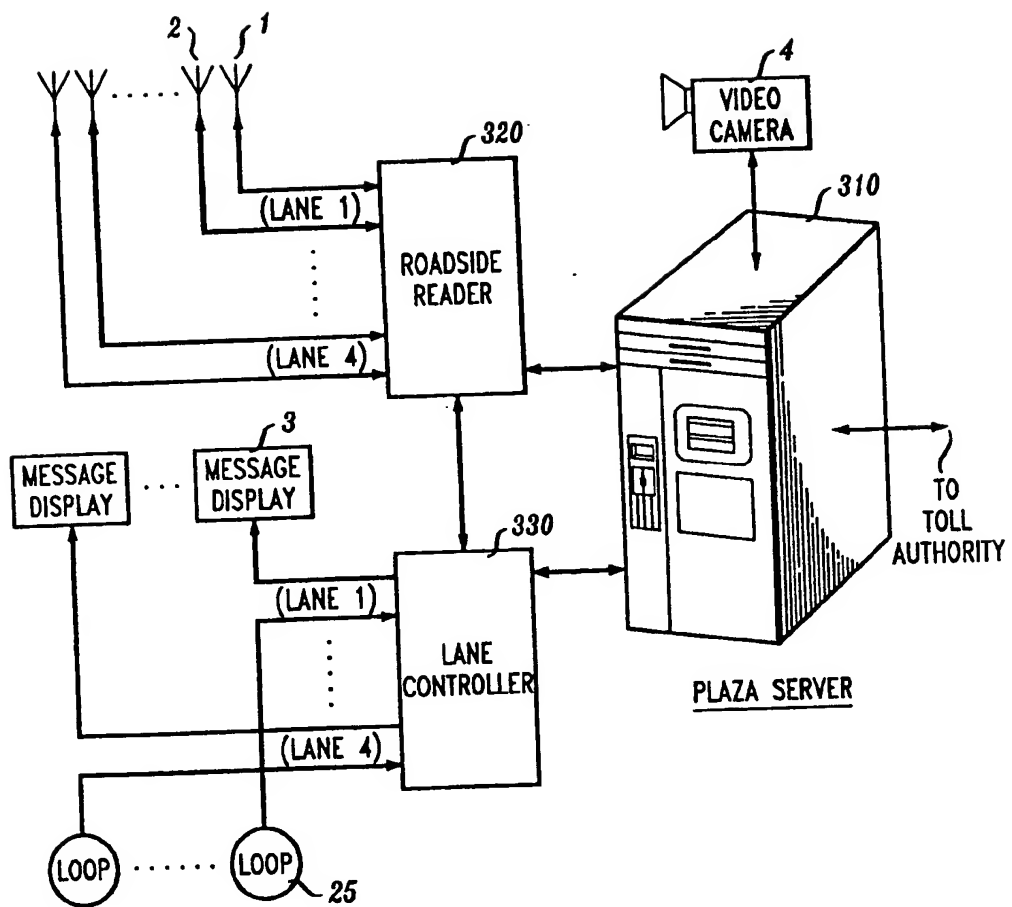 2
1
4
VIDEO
CAMERA
320
310
(LANE 1)
ROADSIDE
READER
(LANE 4)
3
MESSAGE
DISPLAY
MESSAGE
DISPLAY
330
TO
TOLL
AUTHORITY
(LANE 1)
LANE
CONTROLLER
PLAZA SERVER
(LANE 4)
LOOP
LOOP
25